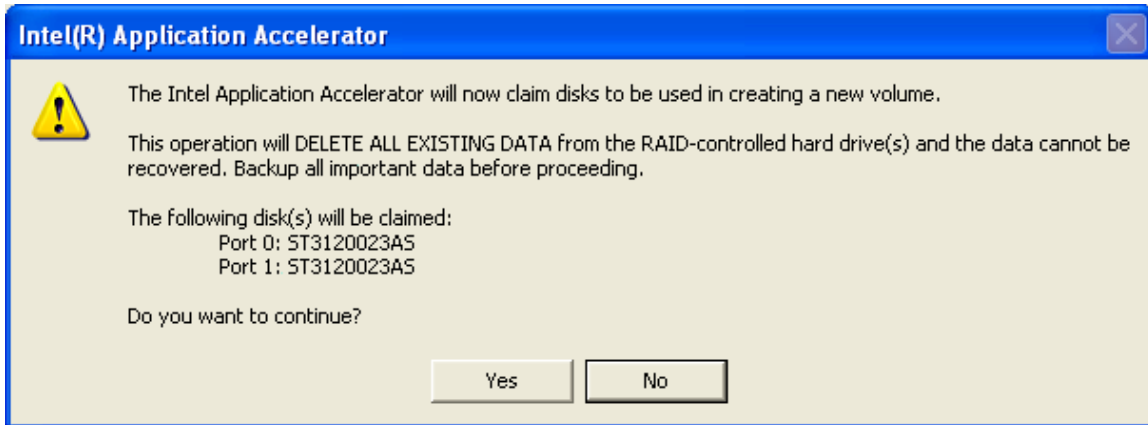 Intel(R) Application Accelerator
The Intel Application Accelerator will now claim disks to be used in creating a new volume.
This operation will DELETE ALL EXISTING DATA from the RAID-controlled hard drive(s) and the data cannot be
recovered. Backup all important data before proceeding.
The following disk(s) will be claimed:
Port 0: ST3120023AS
Port 1: ST3120023AS
Do you want to continue?
Yes No